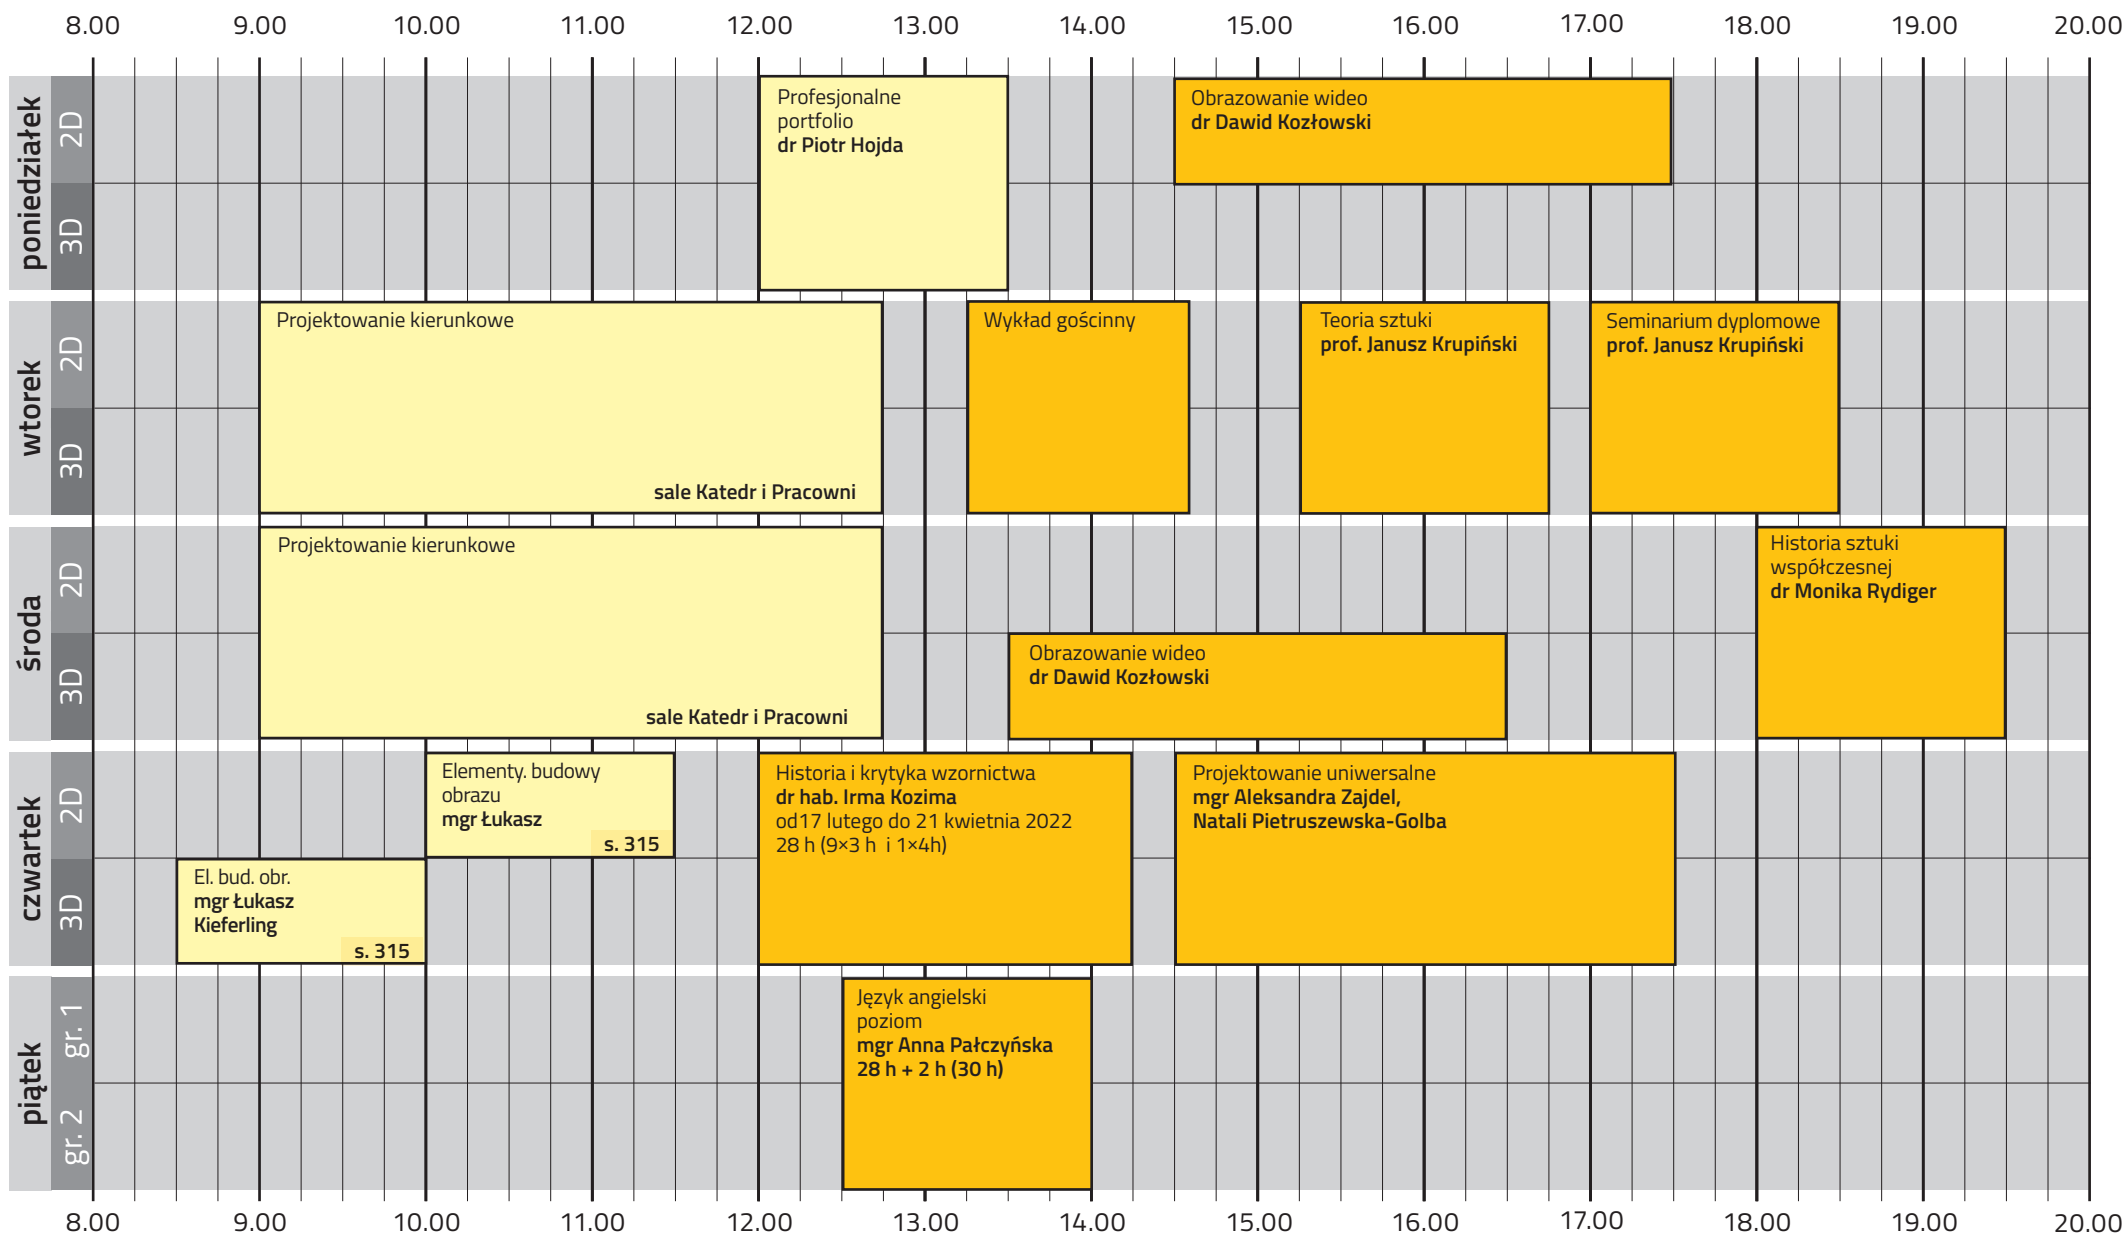 8.00 9.00 10.00 11.00 12.00 13.00 14.00 15.00 16.00 17.00 18.00 19.00 20.00
poniedziałek
2D
3D
Profesjonalne
portfolio
dr Piotr Hojda
Obrazowanie wideo
dr Dawid Kozłowski
wtorek
2D
3D
Projektowanie kierunkowe
sale Katedr i Pracowni
Wykład gościnny
Teoria sztuki
prof. Janusz Krupiński
Seminarium dyplomowe
prof. Janusz Krupiński
środa
2D
3D
Projektowanie kierunkowe
sale Katedr i Pracowni
Obrazowanie wideo
dr Dawid Kozłowski
Historia sztuki
współczesnej
dr Monika Rydiger
czwartek
2D
3D
El. bud. obr.
mgr Łukasz
Kieferling
s. 315
Elementy. budowy
obrazu
mgr Łukasz
s. 315
Historia i krytyka wzornictwa
dr hab. Irma Kozima
od17 lutego do 21 kwietnia 2022
28 h (9×3 h i 1×4h)
Projektowanie uniwersalne
mgr Aleksandra Zajdel,
Natali Pietruszewska-Golba
piątek
gr. 1
gr. 2
Język angielski
poziom
mgr Anna Pałczyńska
28 h + 2 h (30 h)
8.00 9.00 10.00 11.00 12.00 13.00 14.00 15.00 16.00 17.00 18.00 19.00 20.00